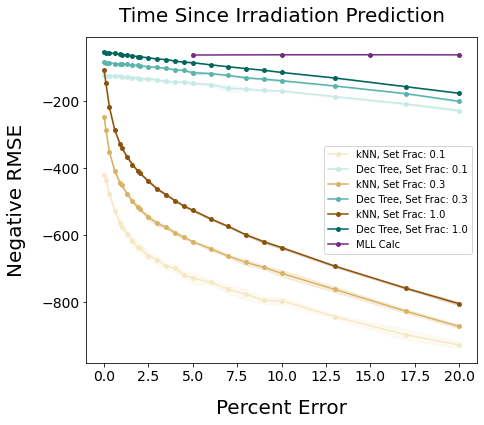 Time Since Irradiation Prediction
Negative RMSE
−200
−400
−600
−800
kNN, Set Frac: 0.1
Dec Tree, Set Frac: 0.1
kNN, Set Frac: 0.3
Dec Tree, Set Frac: 0.3
kNN, Set Frac: 1.0
Dec Tree, Set Frac: 1.0
MLL Calc
0.0 2.5 5.0 7.5 10.0 12.5 15.0 17.5 20.0
Percent Error